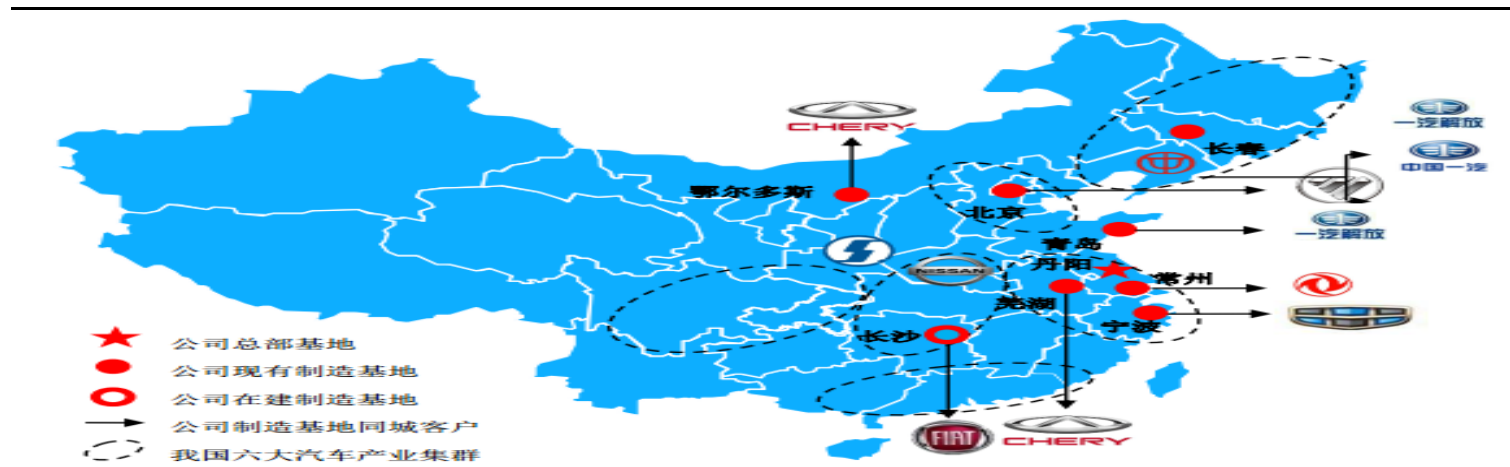 一汽解放
CHERY
长春
中国一汽
鄂尔多斯
北京
一汽解放
青岛
丹阳
NISSAN
常州
芜湖
宁波
长沙
公司总部基地
公司现有制造基地
公司在建制造基地
公司制造基地同城客户
我国六大汽车产业集群
FIAT
CHERY